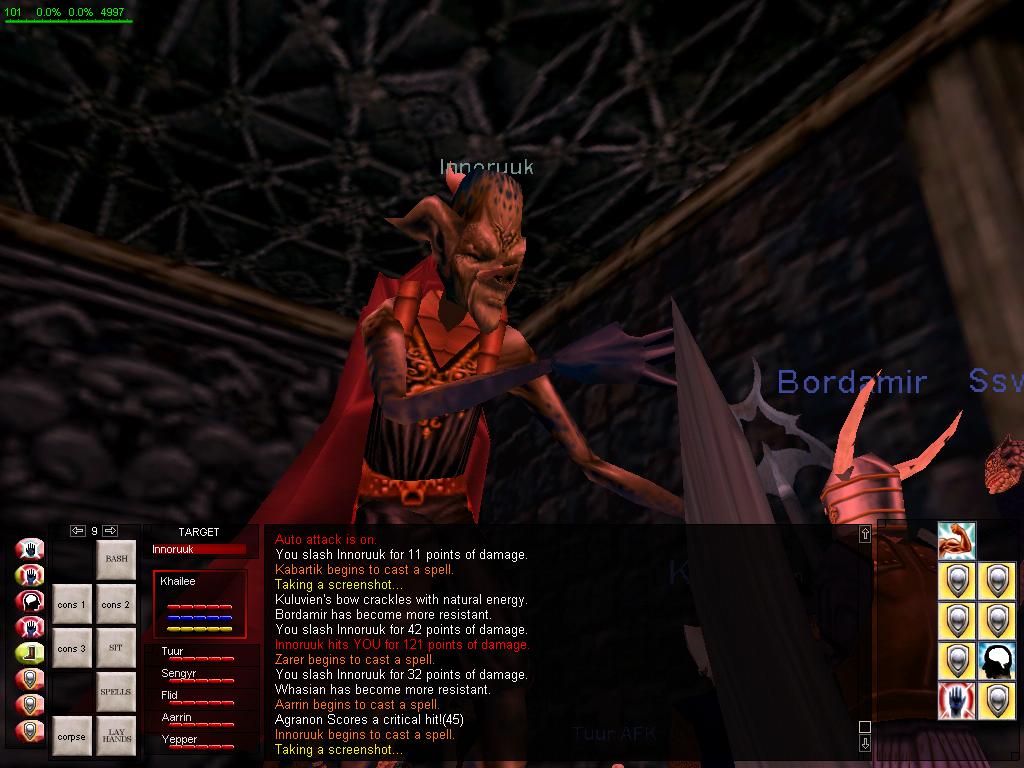 101 0.0% 0.0% 4997
Innoruuk
Bordamir Ssv
9
BASH
cons 1 cons 2
cons 3 SIT
SPELLS
corpse LAY HANDS
TARGET
Innoruuk
Khailee
Tuur
Sengyr
Flid
Aarrin
Yepper
Auto attack is on.
You slash Innoruuk for 11 points of damage.
Kabartik begins to cast a spell.
Taking a screenshot...
Kuluvien's bow crackles with natural energy.
Bordamir has become more resistant.
You slash Innoruuk for 42 points of damage.
Innoruuk hits YOU for 121 points of damage.
Zarer begins to cast a spell.
You slash Innoruuk for 32 points of damage.
Whasian has become more resistant.
Aarrin begins to cast a spell.
Agranon Scores a critical hit!(45)
Innoruuk begins to cast a spell.
Taking a screenshot...
K
Tuur AFK